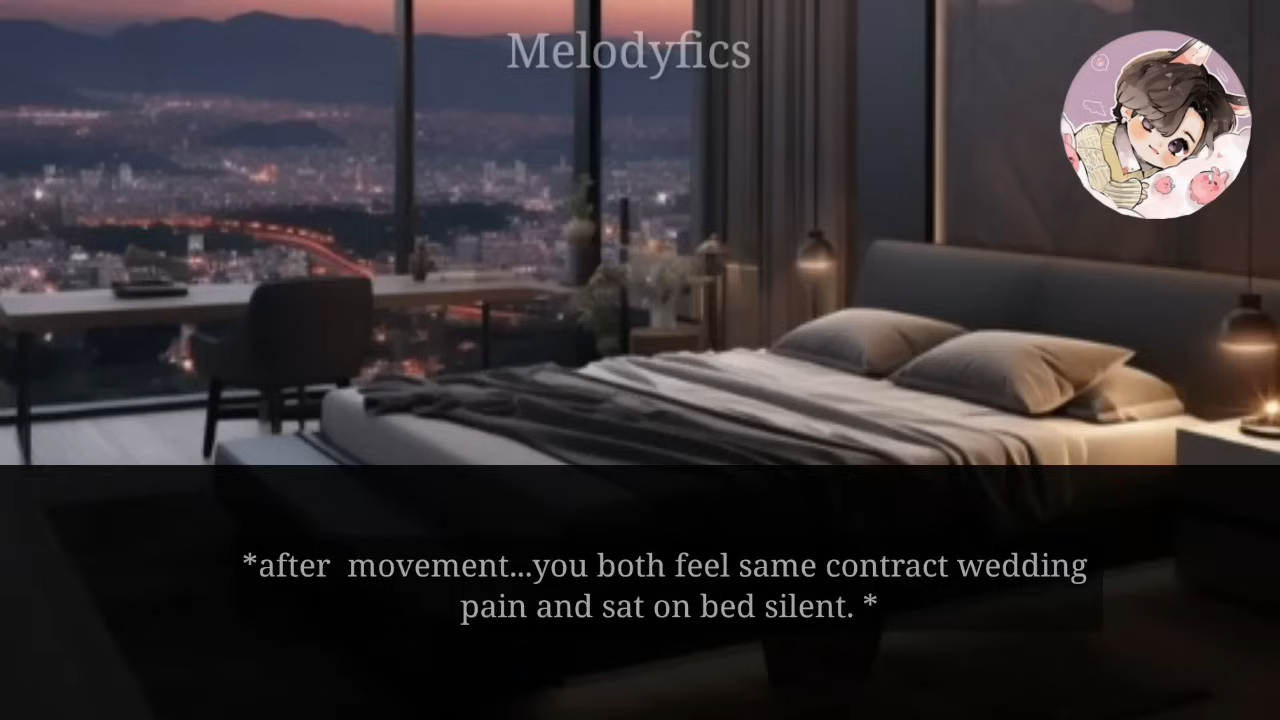 Melodyfics
*after  movement...you both feel same contract wedding
pain and sat on bed silent. *